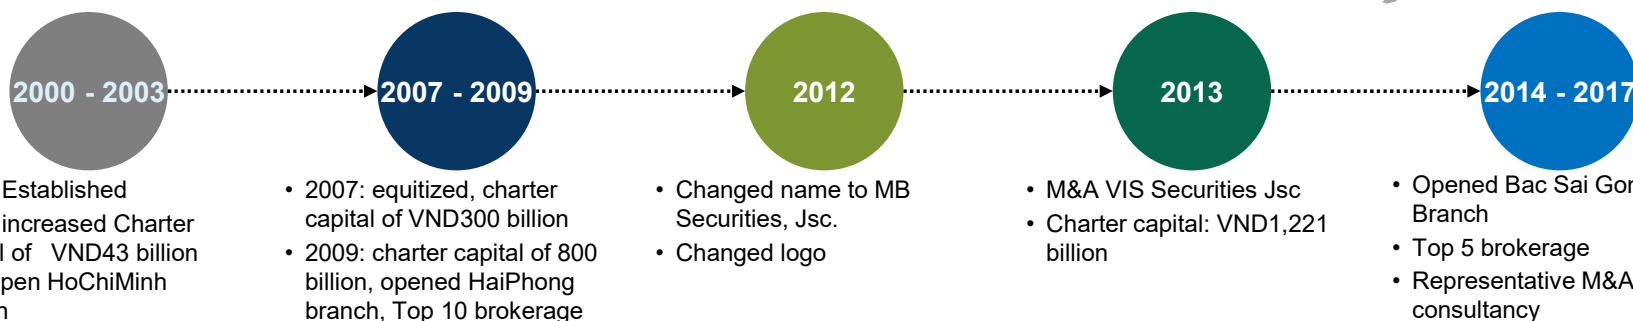 2000 - 2003
2007 - 2009
2012
2013
2014 - 2017
Established
increased Charter
of VND43 billion
HoChiMinh
• 2007: equitized, charter
capital of VND300 billion
• 2009: charter capital of 800
billion, opened HaiPhong
branch, Top 10 brokerage
• Changed name to MB
Securities, Jsc.
• Changed logo
• M&A VIS Securities Jsc
• Charter capital: VND1,221
billion
• Opened Bac Sai
Branch
• Top 5 brokerage
• Representative M&A
consultancy